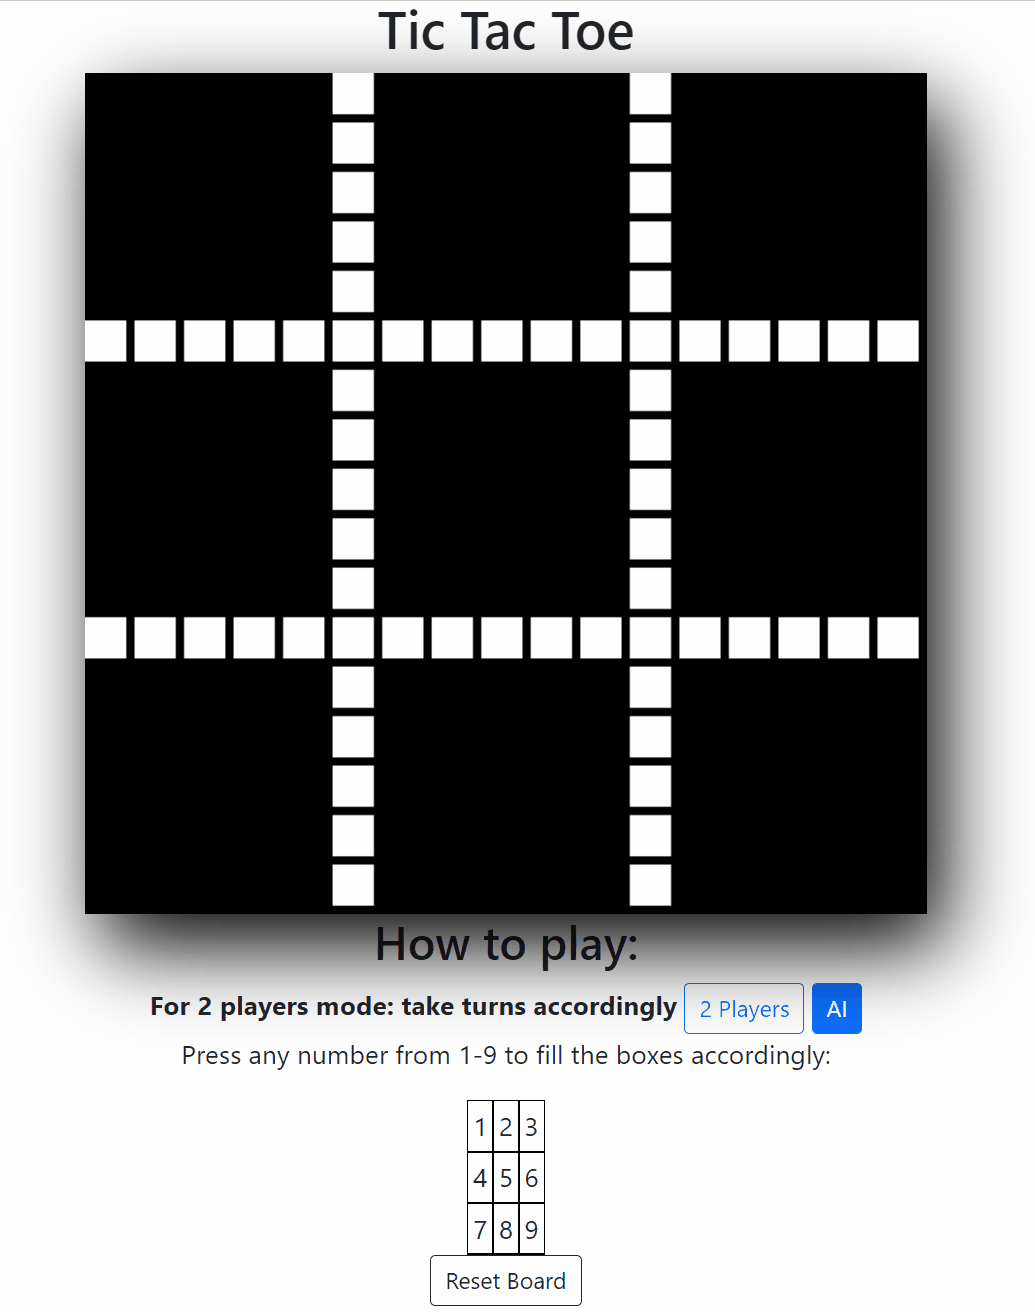 Tic Tac Toe
How to play:
For 2 players mode: take turns accordingly 2 Players AI
Press any number from 1-9 to fill the boxes accordingly:
1 2 3
4 5 6
7 8 9
Reset Board